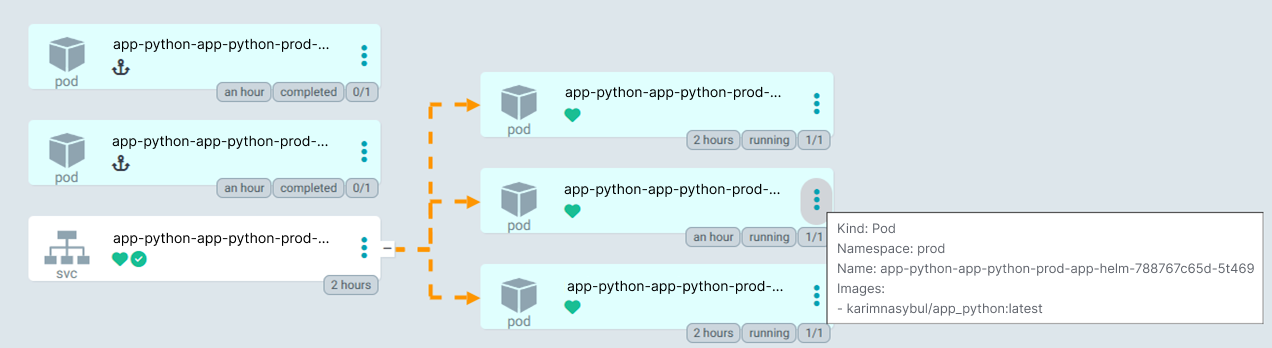 app-python-app-python-prod-...
pod
an hour completed 0/1
app-python-app-python-prod-...
pod
an hour completed 0/1
app-python-app-python-prod-...
svc
2 hours
app-python-app-python-prod-...
pod
2 hours running 1/1
app-python-app-python-prod-...
pod
an hour running 1/1
app-python-app-python-prod-...
pod
2 hours running 1/1
Kind: Pod
Namespace: prod
Name: app-python-app-python-prod-app-helm-788767c65d-5t469
Images:
- karimnasybul/app_python:latest